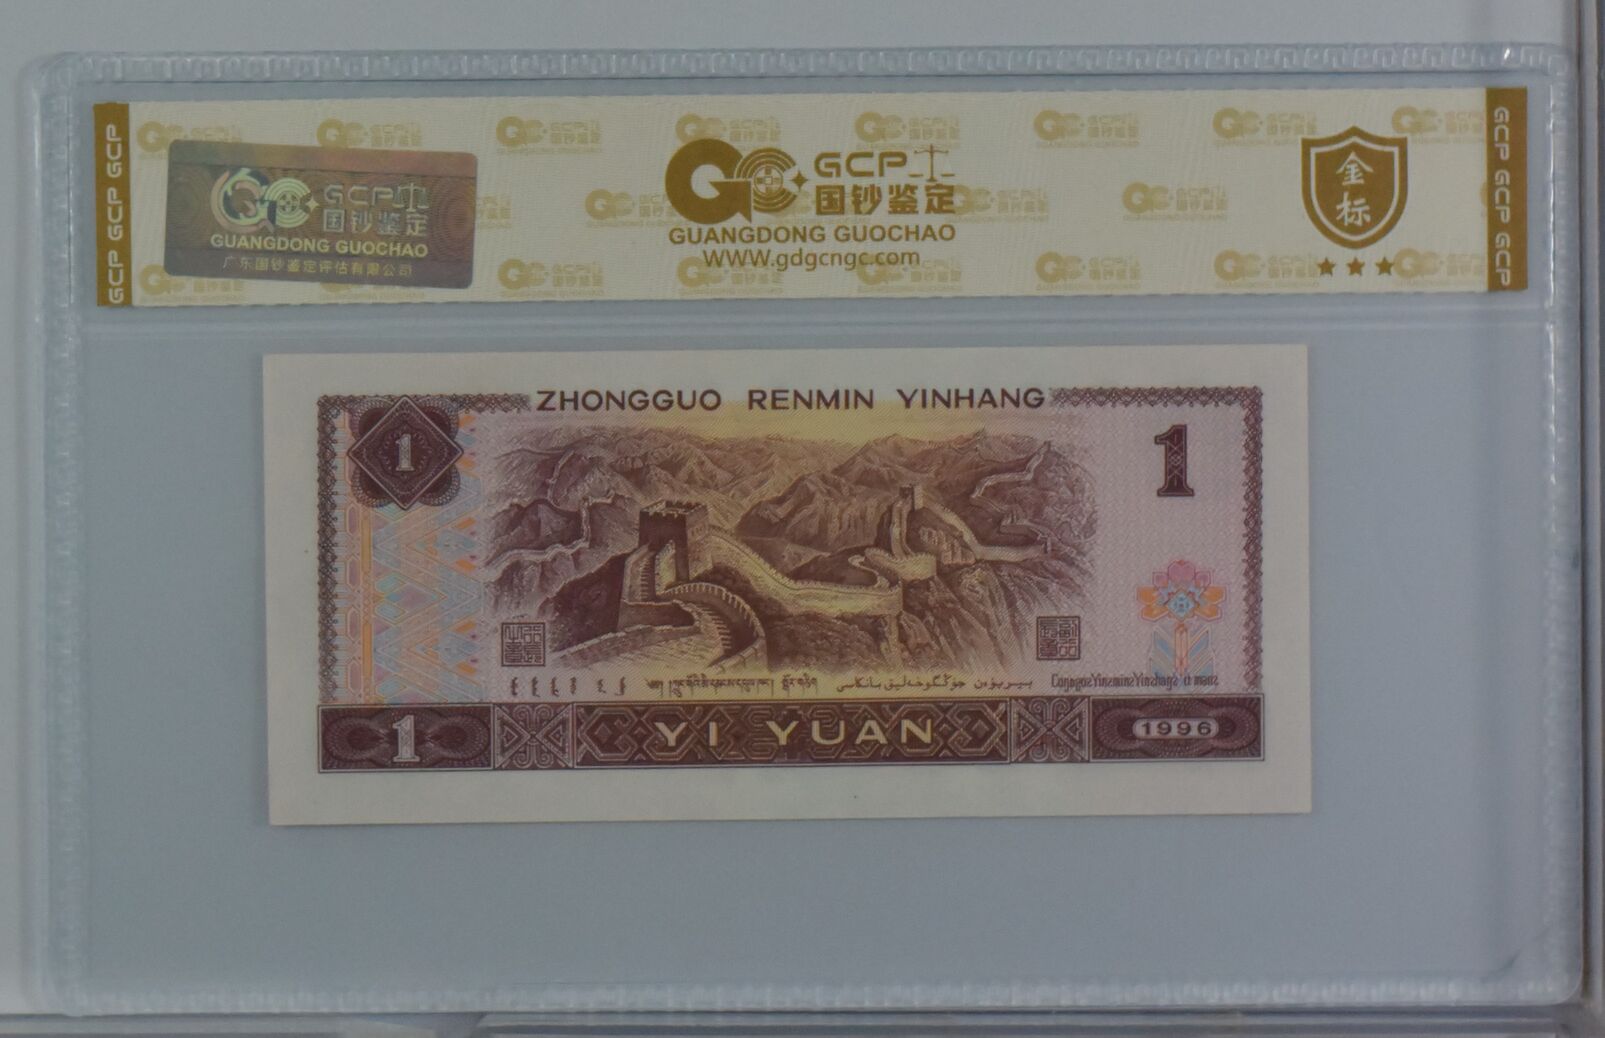 GCP GCP GCP
GCP
国钞鉴定
GUANGDONG GUOCHAO
广东国钞鉴定评估有限公司
GCP
国钞鉴定
GUANGDONG GUOCHAO
www.gdgcngc.com
金标
GCP GCP GCP
ZHONGGUO RENMIN YINHANG
1
1
1
YI YUAN
1996